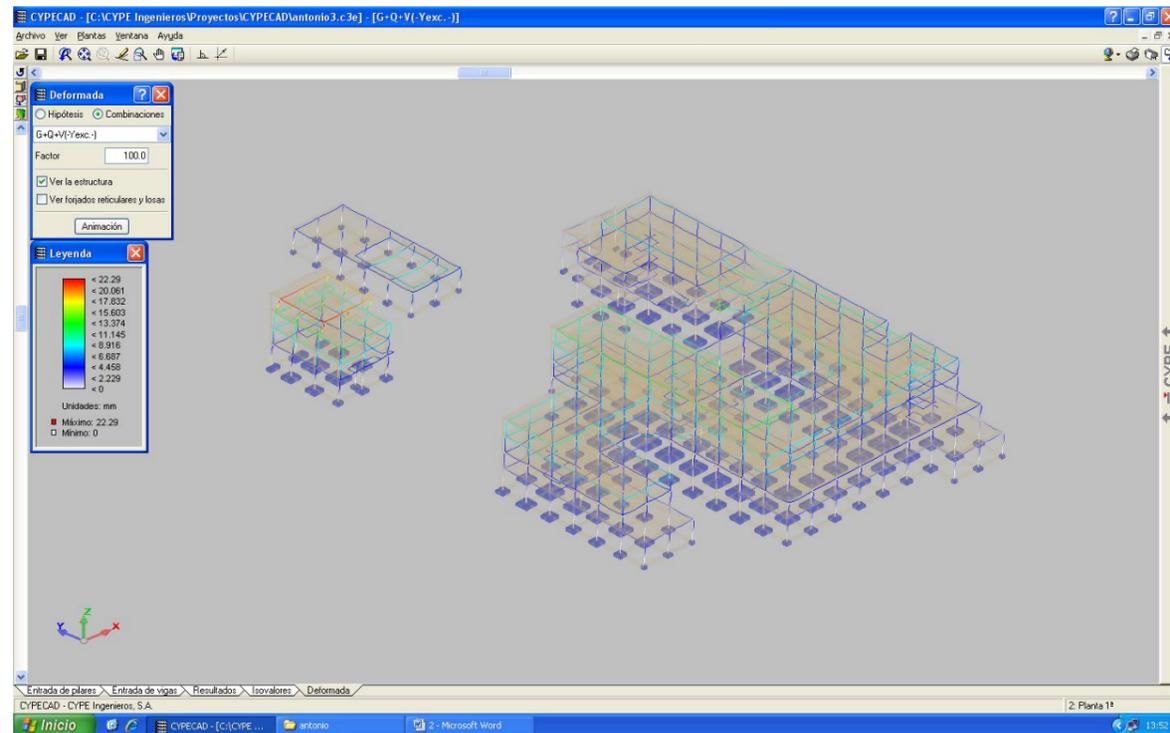 CYPECAD - [C:\CYPE Ingenieros\Proyectos\CYPECAD\antonio3.c3e] - [G+Q+V(-Yexc.-)]
Archivo Ver Plantas Ventana Ayuda
Deformada
Hipótesis Combinaciones
G+Q+V(-Yexc.-)
Factor 100.0
Ver la estructura
Ver forjados reticulares y losas
Animación
Leyenda
< 22.29
< 20.061
< 17.832
< 15.603
< 13.374
< 11.145
< 8.916
< 6.687
< 4.458
< 2.229
< 0
Unidades: mm
Máximo: 22.29
Mínimo: 0
CYPE
Z
Y X
Entrada de pilares Entrada de vigas Resultados Isovalores Deformada
CYPECAD - CYPE Ingenieros, S.A. 2: Planta 1ª
Inicio CYPECAD - [C:\CYPE ... antonio 2 - Microsoft Word 13:52